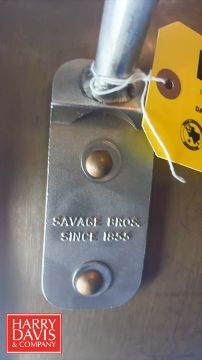 SAVAGE BROS.
SINCE 1855
HARRY
DAVIS
& COMPANY